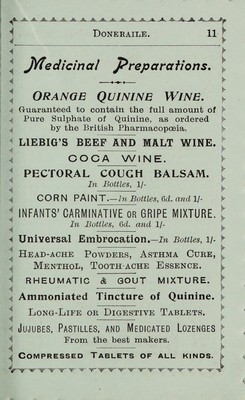 DONERAILE. 11
Medicinal Preparations.
ORANGE QUININE WINE.
Guaranteed to contain the full amount of
Pure Sulphate of Quinine, as ordered
by the British Pharmacopœia.
LIEBIG'S BEEF AND MALT WINE.
COCA WINE.
PECTORAL COUGH BALSAM.
In Bottles, 1/-
CORN PAINT.—In Bottles, 6d. and 1/-
INFANTS' CARMINATIVE OR GRIPE MIXTURE.
In Bottles, 6d. and 1/-
Universal Embrocation.—In Bottles, 1/-
HEAD-ACHE POWDERS, ASTHMA CURE,
MENTHOL, TOOTH-ACHE ESSENCE.
RHEUMATIC & GOUT MIXTURE.
Ammoniated Tincture of Quinine.
LONG-LIFE OR DIGESTIVE TABLETS.
JUJUBES, PASTILLES, AND MEDICATED LOZENGES
From the best makers.
COMPRESSED TABLETS OF ALL KINDS.